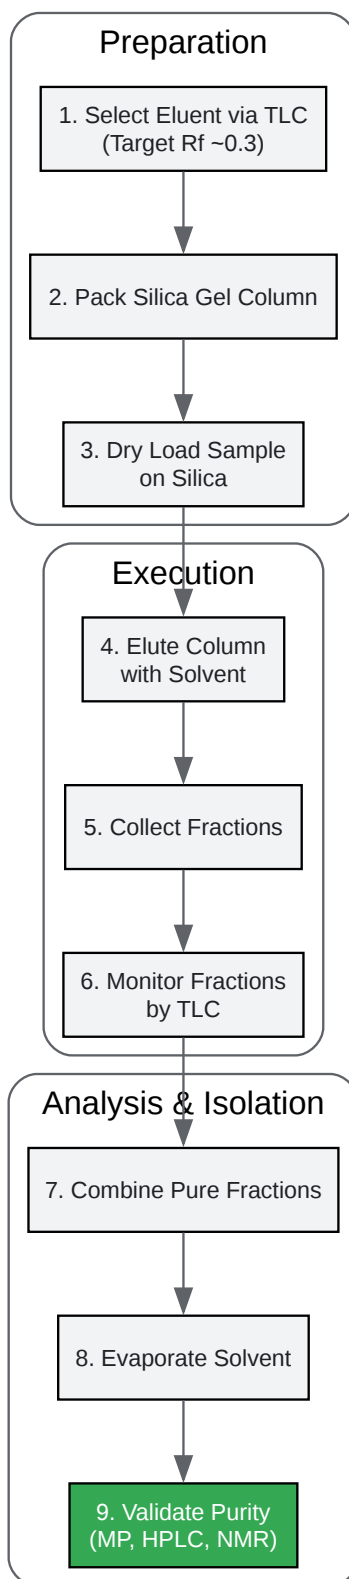 Preparation
1. Select Eluent via TLC
(Target Rf ~0.3)
2. Pack Silica Gel Column
3. Dry Load Sample
on Silica
Execution
4. Elute Column
with Solvent
5. Collect Fractions
6. Monitor Fractions
by TLC
Analysis & Isolation
7. Combine Pure Fractions
8. Evaporate Solvent
9. Validate Purity
(MP, HPLC, NMR)